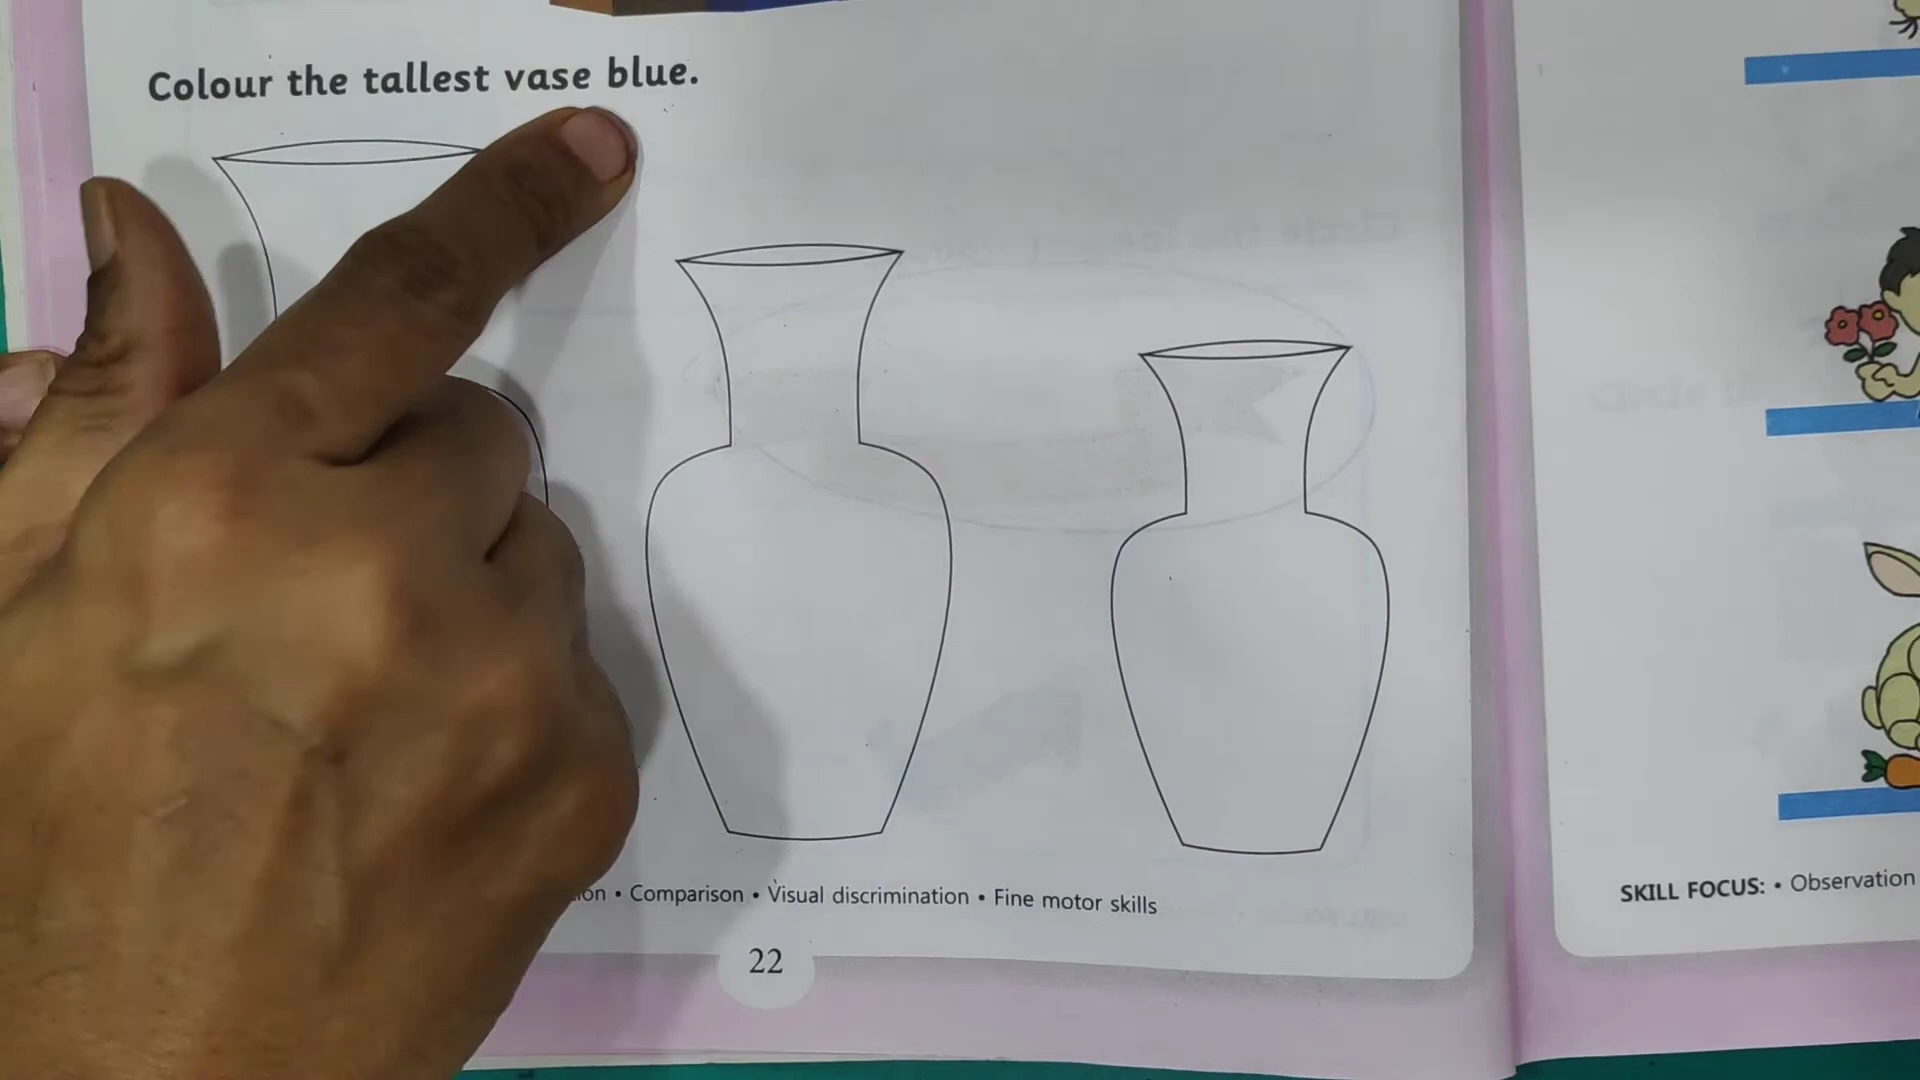 Colour the tallest vase blue.
• Comparison • Visual discrimination • Fine motor skills
22
SKILL FOCUS: • Observation